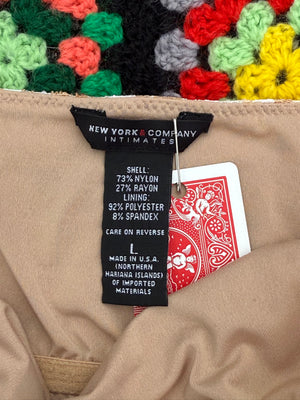 NEW YORK & COMPANY
INTIMATES
SHELL:
73% NYLON
27% RAYON
LINING:
92% POLYESTER
8% SPANDEX
CARE ON REVERSE
L
MADE IN U.S.A.
(NORTHERN
MARIANA ISLANDS)
OF IMPORTED
MATERIALS